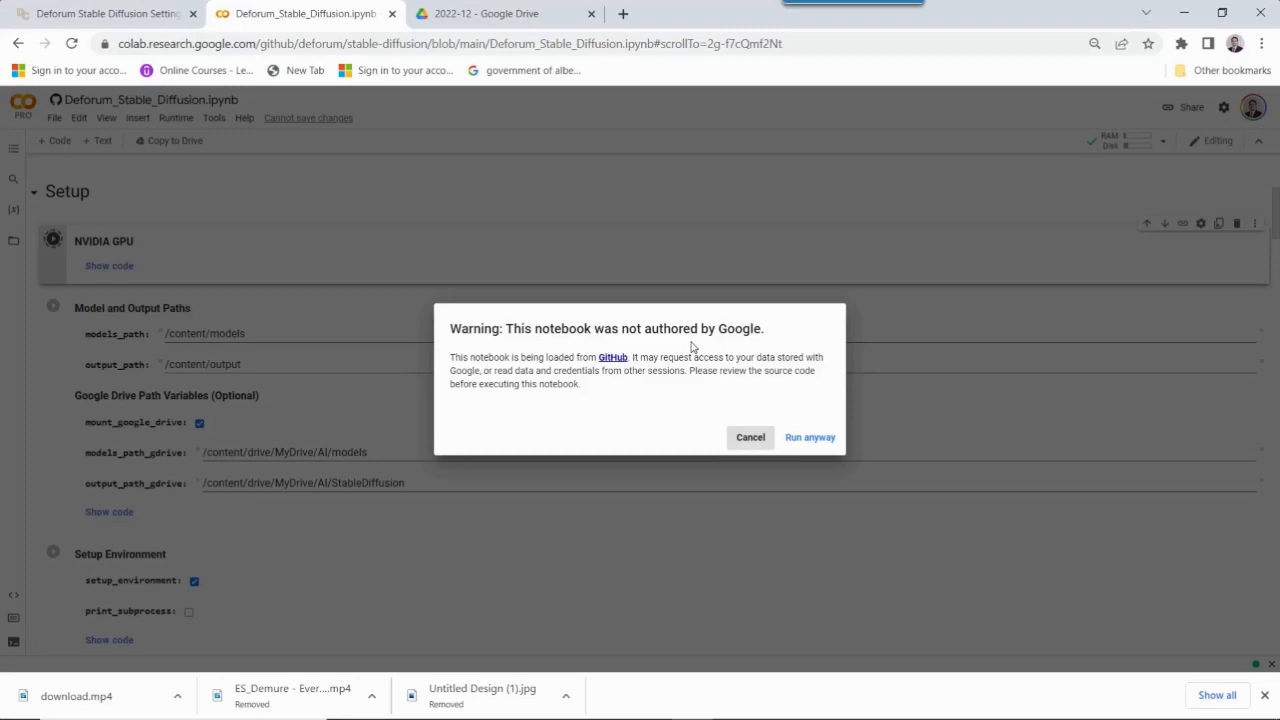 Deforum Stable Diffusion Setting
Deforum_Stable_Diffusion.ipynb
2022-12 - Google Drive
colab.research.google.com/github/deforum/stable-diffusion/blob/main/Deforum_Stable_Diffusion.ipynb#scrollTo=2g-f7cQmf2Nt
Sign in to your acco...
Online Courses - Le...
New Tab
Sign in to your acco...
government of albe...
Other bookmarks
PRO
Deforum_Stable_Diffusion.ipynb
File Edit View Insert Runtime Tools Help Cannot save changes
Share
+ Code + Text Copy to Drive
RAM
Disk
Editing
Setup
NVIDIA GPU
Show code
Model and Output Paths
models_path: "/content/models
output_path: "/content/output
Google Drive Path Variables (Optional)
mount_google_drive:
models_path_gdrive: "/content/drive/MyDrive/AI/models
output_path_gdrive: "/content/drive/MyDrive/AI/StableDiffusion
Show code
Setup Environment
setup_environment:
print_subprocess:
Show code
Warning: This notebook was not authored by Google.
This notebook is being loaded from GitHub. It may request access to your data stored with
Google, or read data and credentials from other sessions. Please review the source code
before executing this notebook.
Cancel Run anyway
download.mp4
ES_Demure - Ever....mp4
Removed
Untitled Design (1).jpg
Removed
Show all